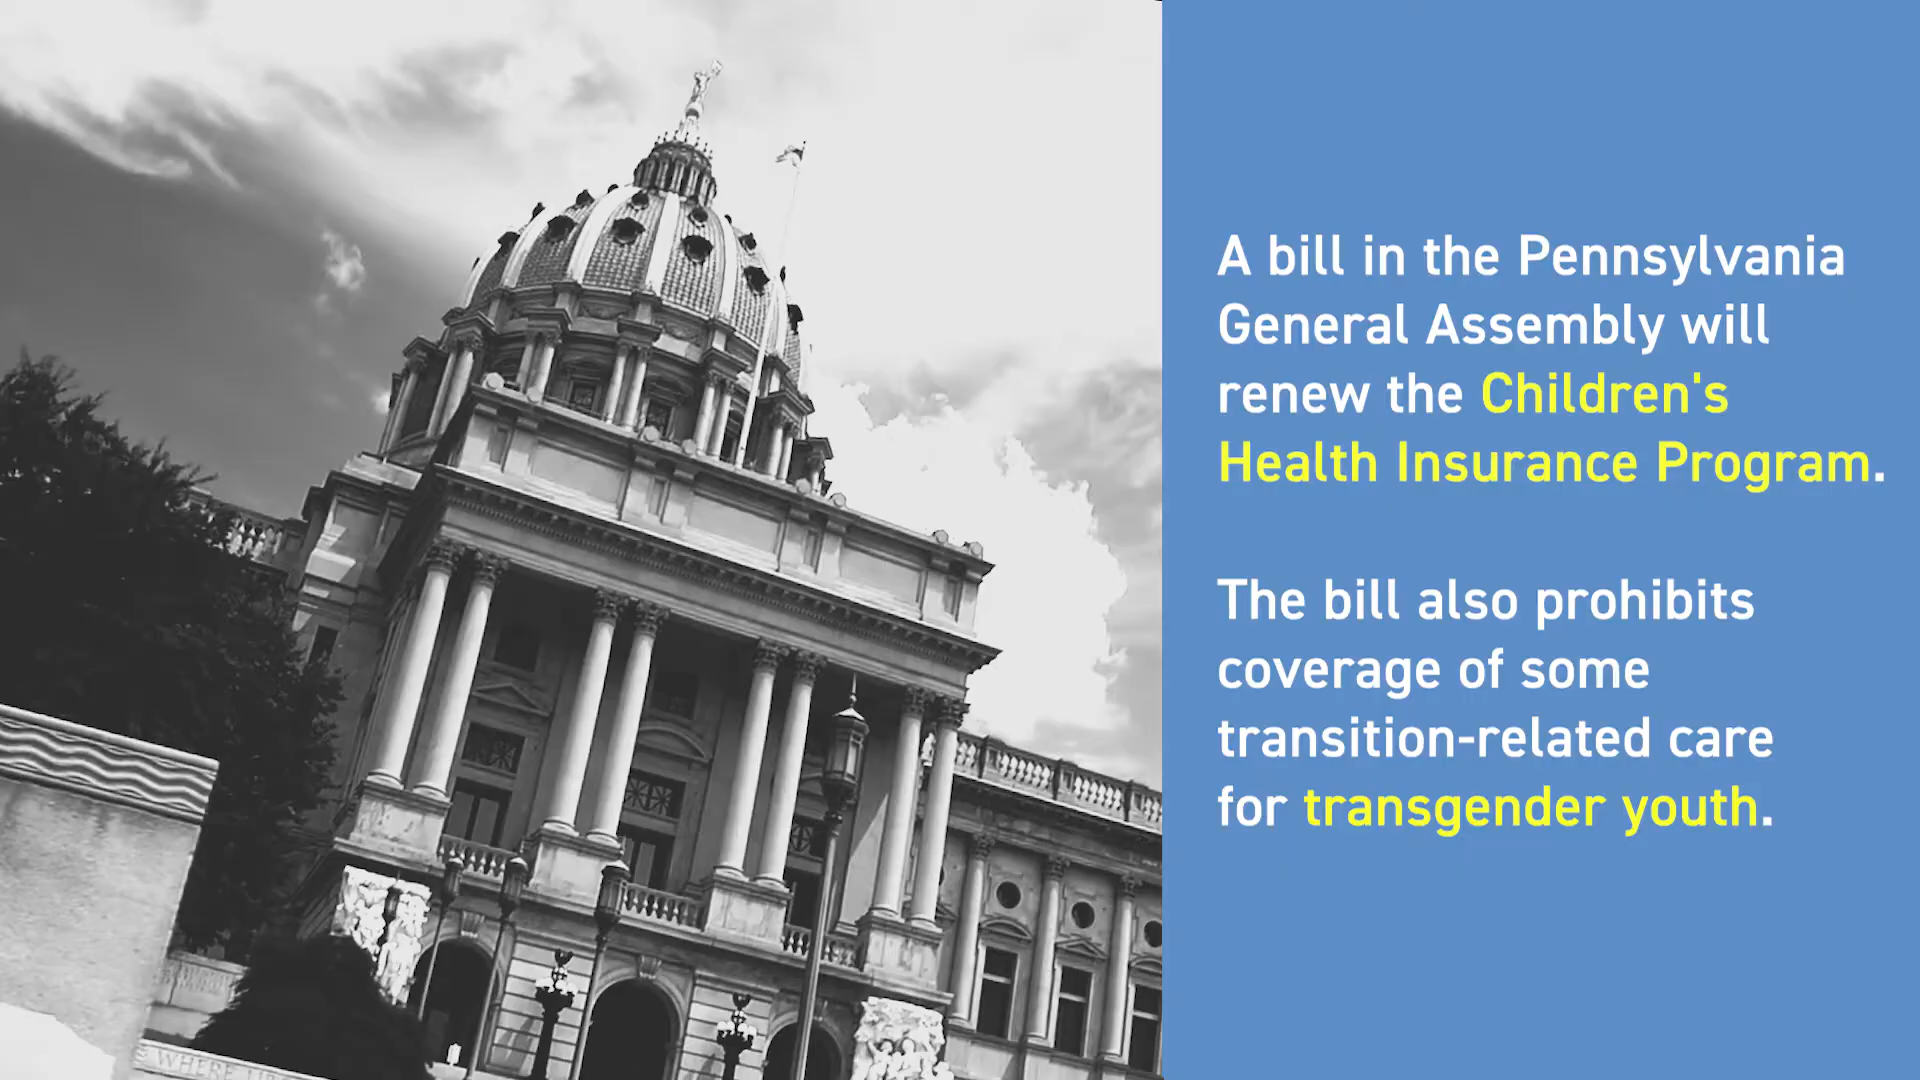 A bill in the Pennsylvania
General Assembly will
renew the Children's
Health Insurance Program.
The bill also prohibits
coverage of some
transition-related care
for transgender youth.
WHERE